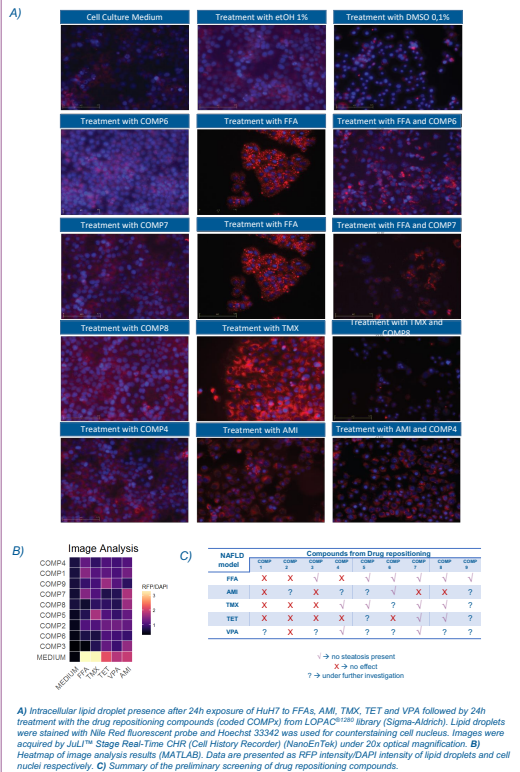 A)
Cell Culture Medium
Treatment with etOH 1%
Treatment with DMSO 0,1%
Treatment with COMP6
Treatment with FFA
Treatment with FFA and COMP6
Treatment with COMP7
Treatment with FFA
Treatment with FFA and COMP7
Treatment with COMP8
Treatment with TMX
Treatment with TMX and
COMP8
Treatment with COMP4
Treatment with AMI
Treatment with AMI and COMP4
B)
Image Analysis
COMP4
COMP1
COMP9
COMP7
COMP8
COMP5
COMP2
COMP6
COMP3
MEDIUM
MEDIUM FFA TMX TET VPA AMI
RFP/DAPI
3
2
1
C)
NAFLD model
Compounds from Drug repositioning
COMP 1 COMP 2 COMP 3 COMP 4 COMP 5 COMP 6 COMP 7 COMP 8 COMP 9
FFA X X √ X √ √ √ √ √
AMI X ? X ? ? √ X X ?
TMX X X X √ √ ? √ √ ?
TET X X X X ? X √ √ ?
VPA ? X ? √ ? ? √ ? ?
√ → no steatosis present
X → no effect
? → under further investigation
A) Intracellular lipid droplet presence after 24h exposure of HuH7 to FFAs, AMI, TMX, TET and VPA followed by 24h
treatment with the drug repositioning compounds (coded COMPx) from LOPAC®1280 library (Sigma-Aldrich). Lipid droplets
were stained with Nile Red fluorescent probe and Hoechst 33342 was used for counterstaining cell nucleus. Images were
acquired by JuLI™ Stage Real-Time CHR (Cell History Recorder) (NanoEnTek) under 20x optical magnification. B)
Heatmap of image analysis results (MATLAB). Data are presented as RFP intensity/DAPI intensity of lipid droplets and cell
nuclei respectively. C) Summary of the preliminary screening of drug repositioning compounds.